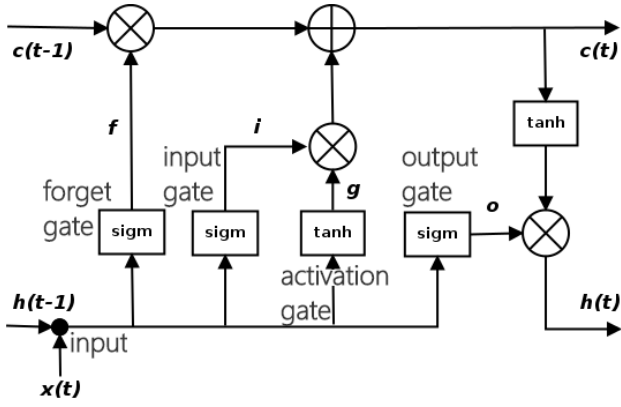 c(t-1)
c(t)
tanh
f
i
input
gate
output
gate
g
o
forget
gate
sigm
sigm
tanh
sigm
activation
gate
h(t-1)
h(t)
input
x(t)